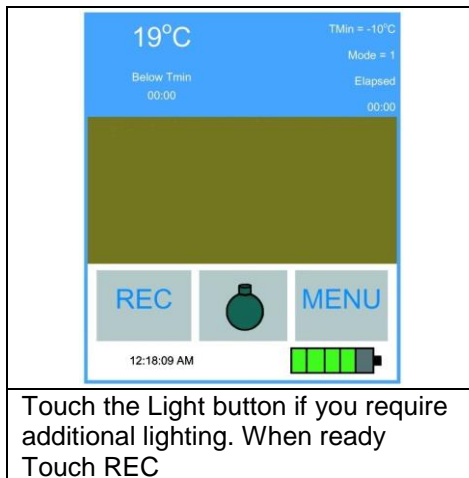 19°C
TMin = -10°C
Mode = 1
Below Tmin
Elapsed
00:00
00:00
REC
MENU
12:18:09 AM
Touch the Light button if you require
additional lighting. When ready
Touch REC